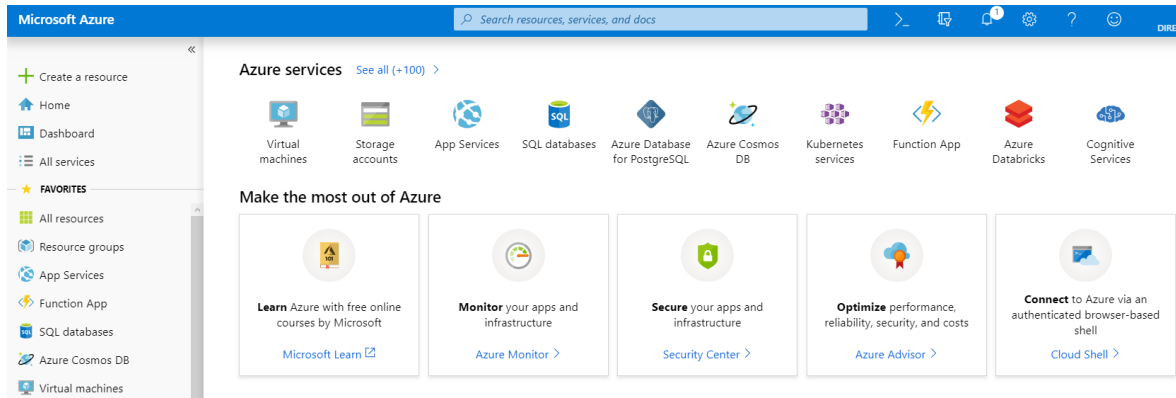 Microsoft Azure
Search resources, services, and docs
1
DIRE
Create a resource
Home
Dashboard
All services
FAVORITES
All resources
Resource groups
App Services
Function App
SQL databases
Azure Cosmos DB
Virtual machines
Azure services See all (+100)
Virtual
machines
Storage
accounts
App Services
SQL
SQL databases
Azure Database
for PostgreSQL
Azure Cosmos
DB
Kubernetes
services
Function App
Azure
Databricks
Cognitive
Services
Make the most out of Azure
101
Learn Azure with free online
courses by Microsoft
Microsoft Learn
Monitor your apps and
infrastructure
Azure Monitor
Secure your apps and
infrastructure
Security Center
Optimize performance,
reliability, security, and costs
Azure Advisor
Connect to Azure via an
authenticated browser-based
shell
Cloud Shell